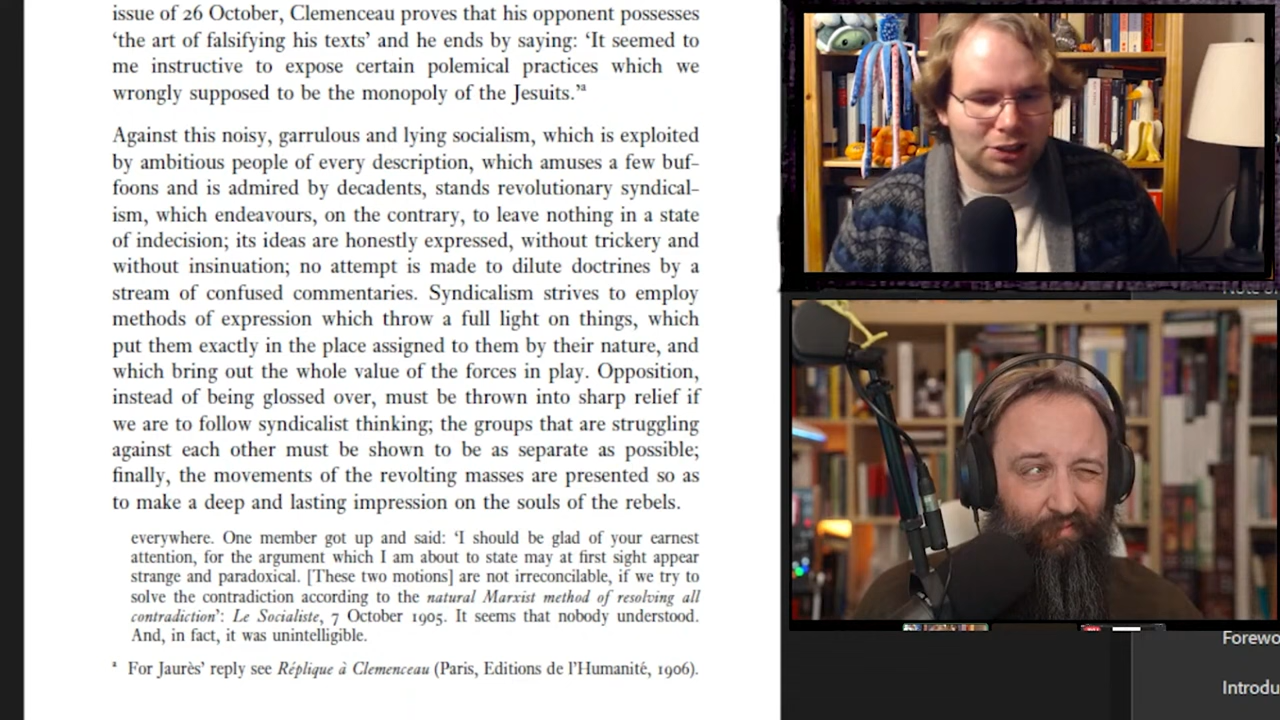 issue of 26 October, Clemenceau proves that his opponent possesses
‘the art of falsifying his texts’ and he ends by saying: ‘It seemed to
me instructive to expose certain polemical practices which we
wrongly supposed to be the monopoly of the Jesuits.’ᵃ
Against this noisy, garrulous and lying socialism, which is exploited
by ambitious people of every description, which amuses a few buf-
foons and is admired by decadents, stands revolutionary syndical-
ism, which endeavours, on the contrary, to leave nothing in a state
of indecision; its ideas are honestly expressed, without trickery and
without insinuation; no attempt is made to dilute doctrines by a
stream of confused commentaries. Syndicalism strives to employ
methods of expression which throw a full light on things, which
put them exactly in the place assigned to them by their nature, and
which bring out the whole value of the forces in play. Opposition,
instead of being glossed over, must be thrown into sharp relief if
we are to follow syndicalist thinking; the groups that are struggling
against each other must be shown to be as separate as possible;
finally, the movements of the revolting masses are presented so as
to make a deep and lasting impression on the souls of the rebels.
everywhere. One member got up and said: ‘I should be glad of your earnest
attention, for the argument which I am about to state may at first sight appear
strange and paradoxical. [These two motions] are not irreconcilable, if we try to
solve the contradiction according to the natural Marxist method of resolving all
contradiction’: Le Socialiste, 7 October 1905. It seems that nobody understood.
And, in fact, it was unintelligible.
ᵃ For Jaurès’ reply see Réplique à Clemenceau (Paris, Editions de l’Humanité, 1906).
Forewo
Introdu